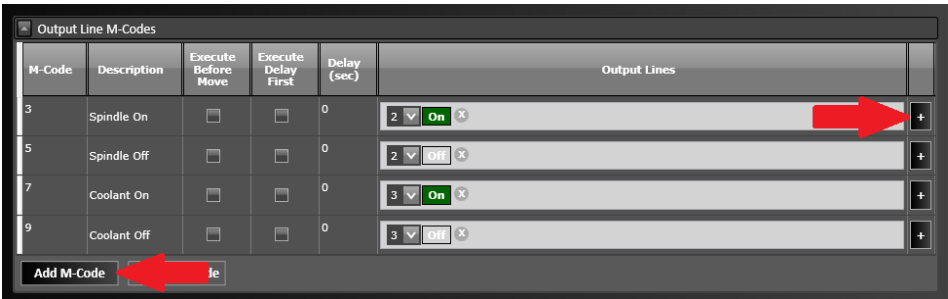 Output Line M-Codes
M-Code Description Execute Before Move Execute Delay First Delay (sec) Output Lines
3 Spindle On 0 2 On x +
5 Spindle Off 0 2 Off x +
7 Coolant On 0 3 On x +
9 Coolant Off 0 3 Off x +
Add M-Code